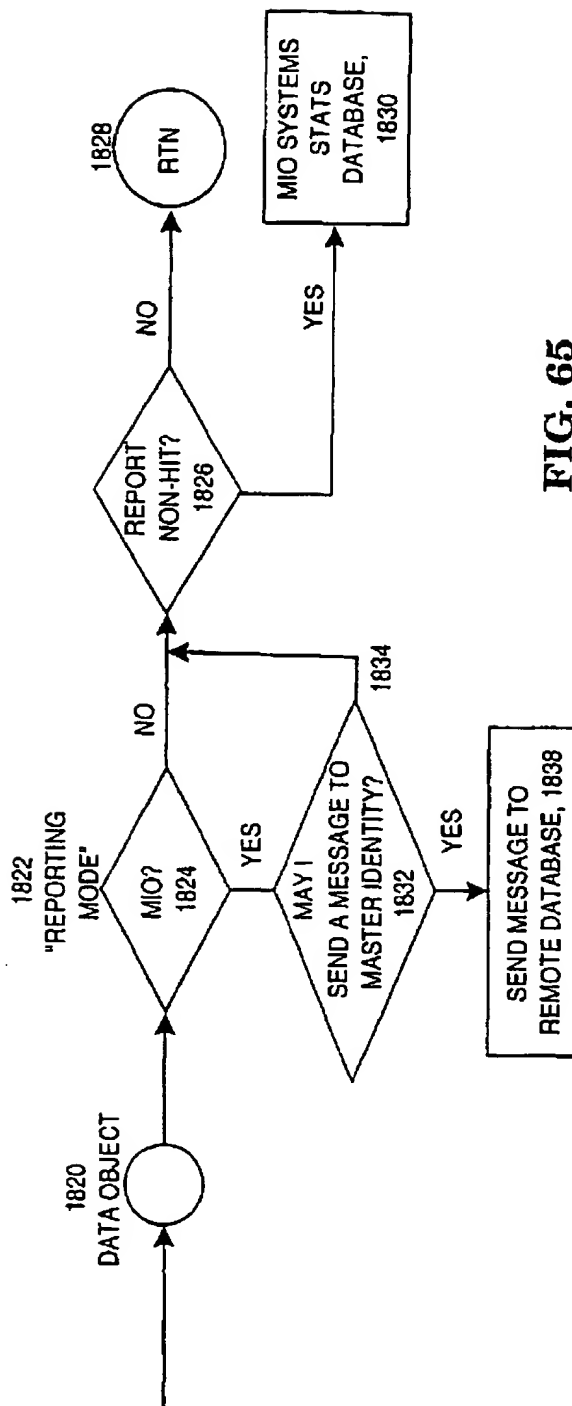 1820
DATA OBJECT
1822
"REPORTING
MODE"
MIO?
1824
NO
YES
MAY I
SEND A MESSAGE TO
MASTER IDENTITY?
1832
1834
YES
SEND MESSAGE TO
REMOTE DATABASE, 1838
REPORT
NON-HIT?
1826
NO
YES
1828
RTN
MIO SYSTEMS
STATS
DATABASE,
1830
FIG. 65